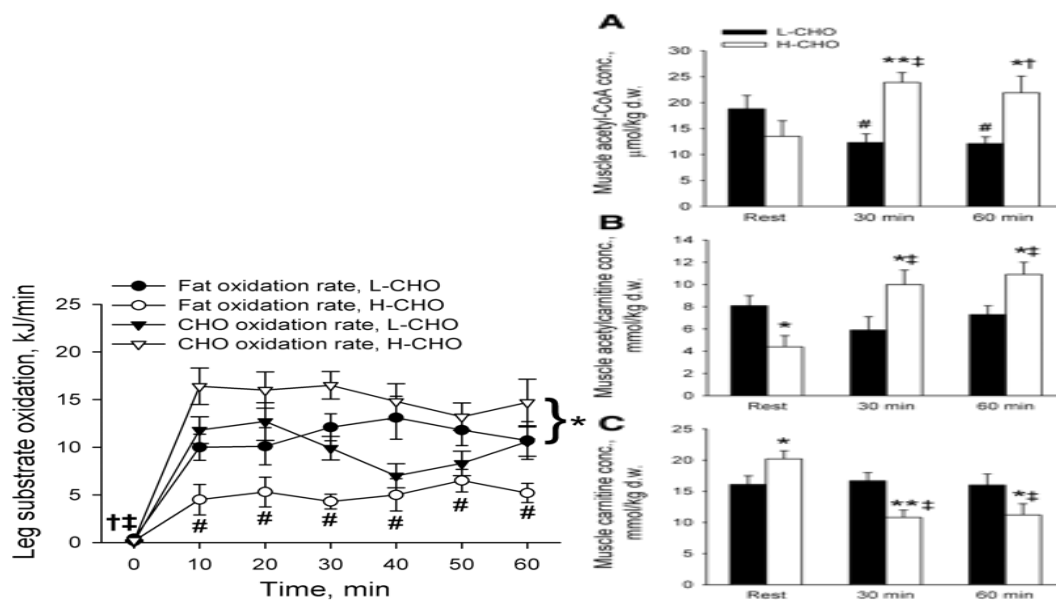 Fat oxidation rate, L-CHO
Fat oxidation rate, H-CHO
CHO oxidation rate, L-CHO
CHO oxidation rate, H-CHO
Leg substrate oxidation, kJ/min
25
20
15
10
5
0
†‡
# # # # # #
*
0 10 20 30 40 50 60
Time, min
A
L-CHO
H-CHO
Muscle acetyl-CoA conc.,
μmol/kg d.w.
30
25
20
15
10
5
0
# **‡ # *†
Rest 30 min 60 min
B
Muscle acetylcarnitine conc.,
mmol/kg d.w.
14
12
10
8
6
4
2
0
* *‡ *‡
Rest 30 min 60 min
C
Muscle carnitine conc.,
mmol/kg d.w.
25
20
15
10
5
0
* **‡ *‡
Rest 30 min 60 min